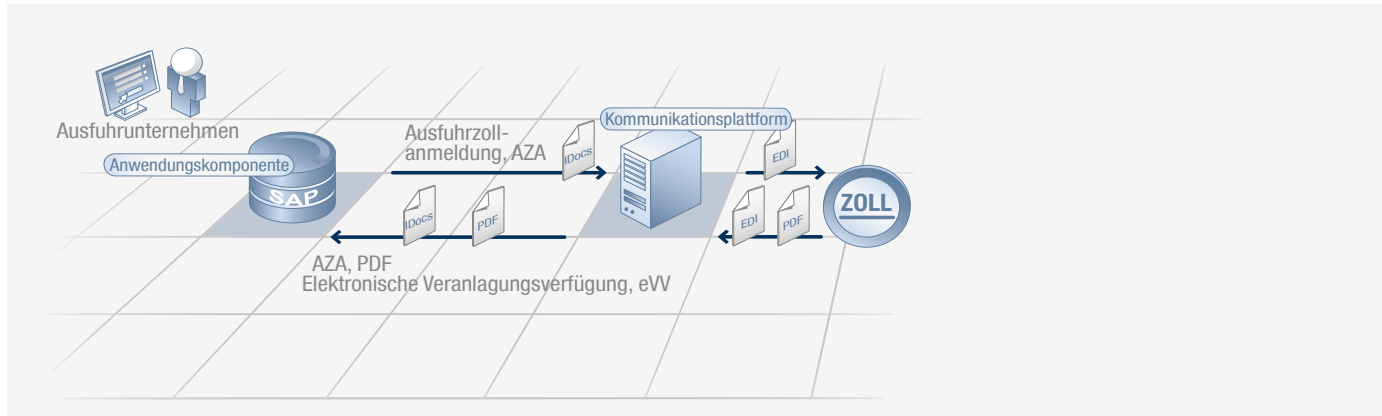 Ausfuhrunternehmen
Anwendungskomponente
SAP
Ausfuhrzoll-
anmeldung, AZA
IDocs
Kommunikationsplattform
EDI
ZOLL
IDocs
PDF
EDI
PDF
AZA, PDF
Elektronische Veranlagungsverfügung, eVV